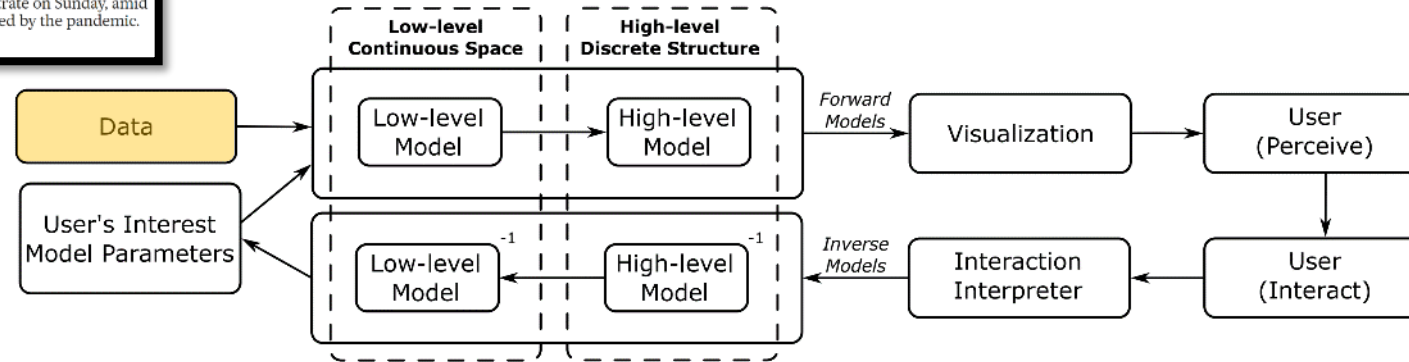 trate on Sunday, amid
ed by the pandemic.
Low-level
Continuous Space
High-level
Discrete Structure
Data
Low-level
Model
High-level
Model
Forward
Models
Visualization
User
(Perceive)
User's Interest
Model Parameters
Low-level
Model
-1
High-level
Model
-1
Inverse
Models
Interaction
Interpreter
User
(Interact)